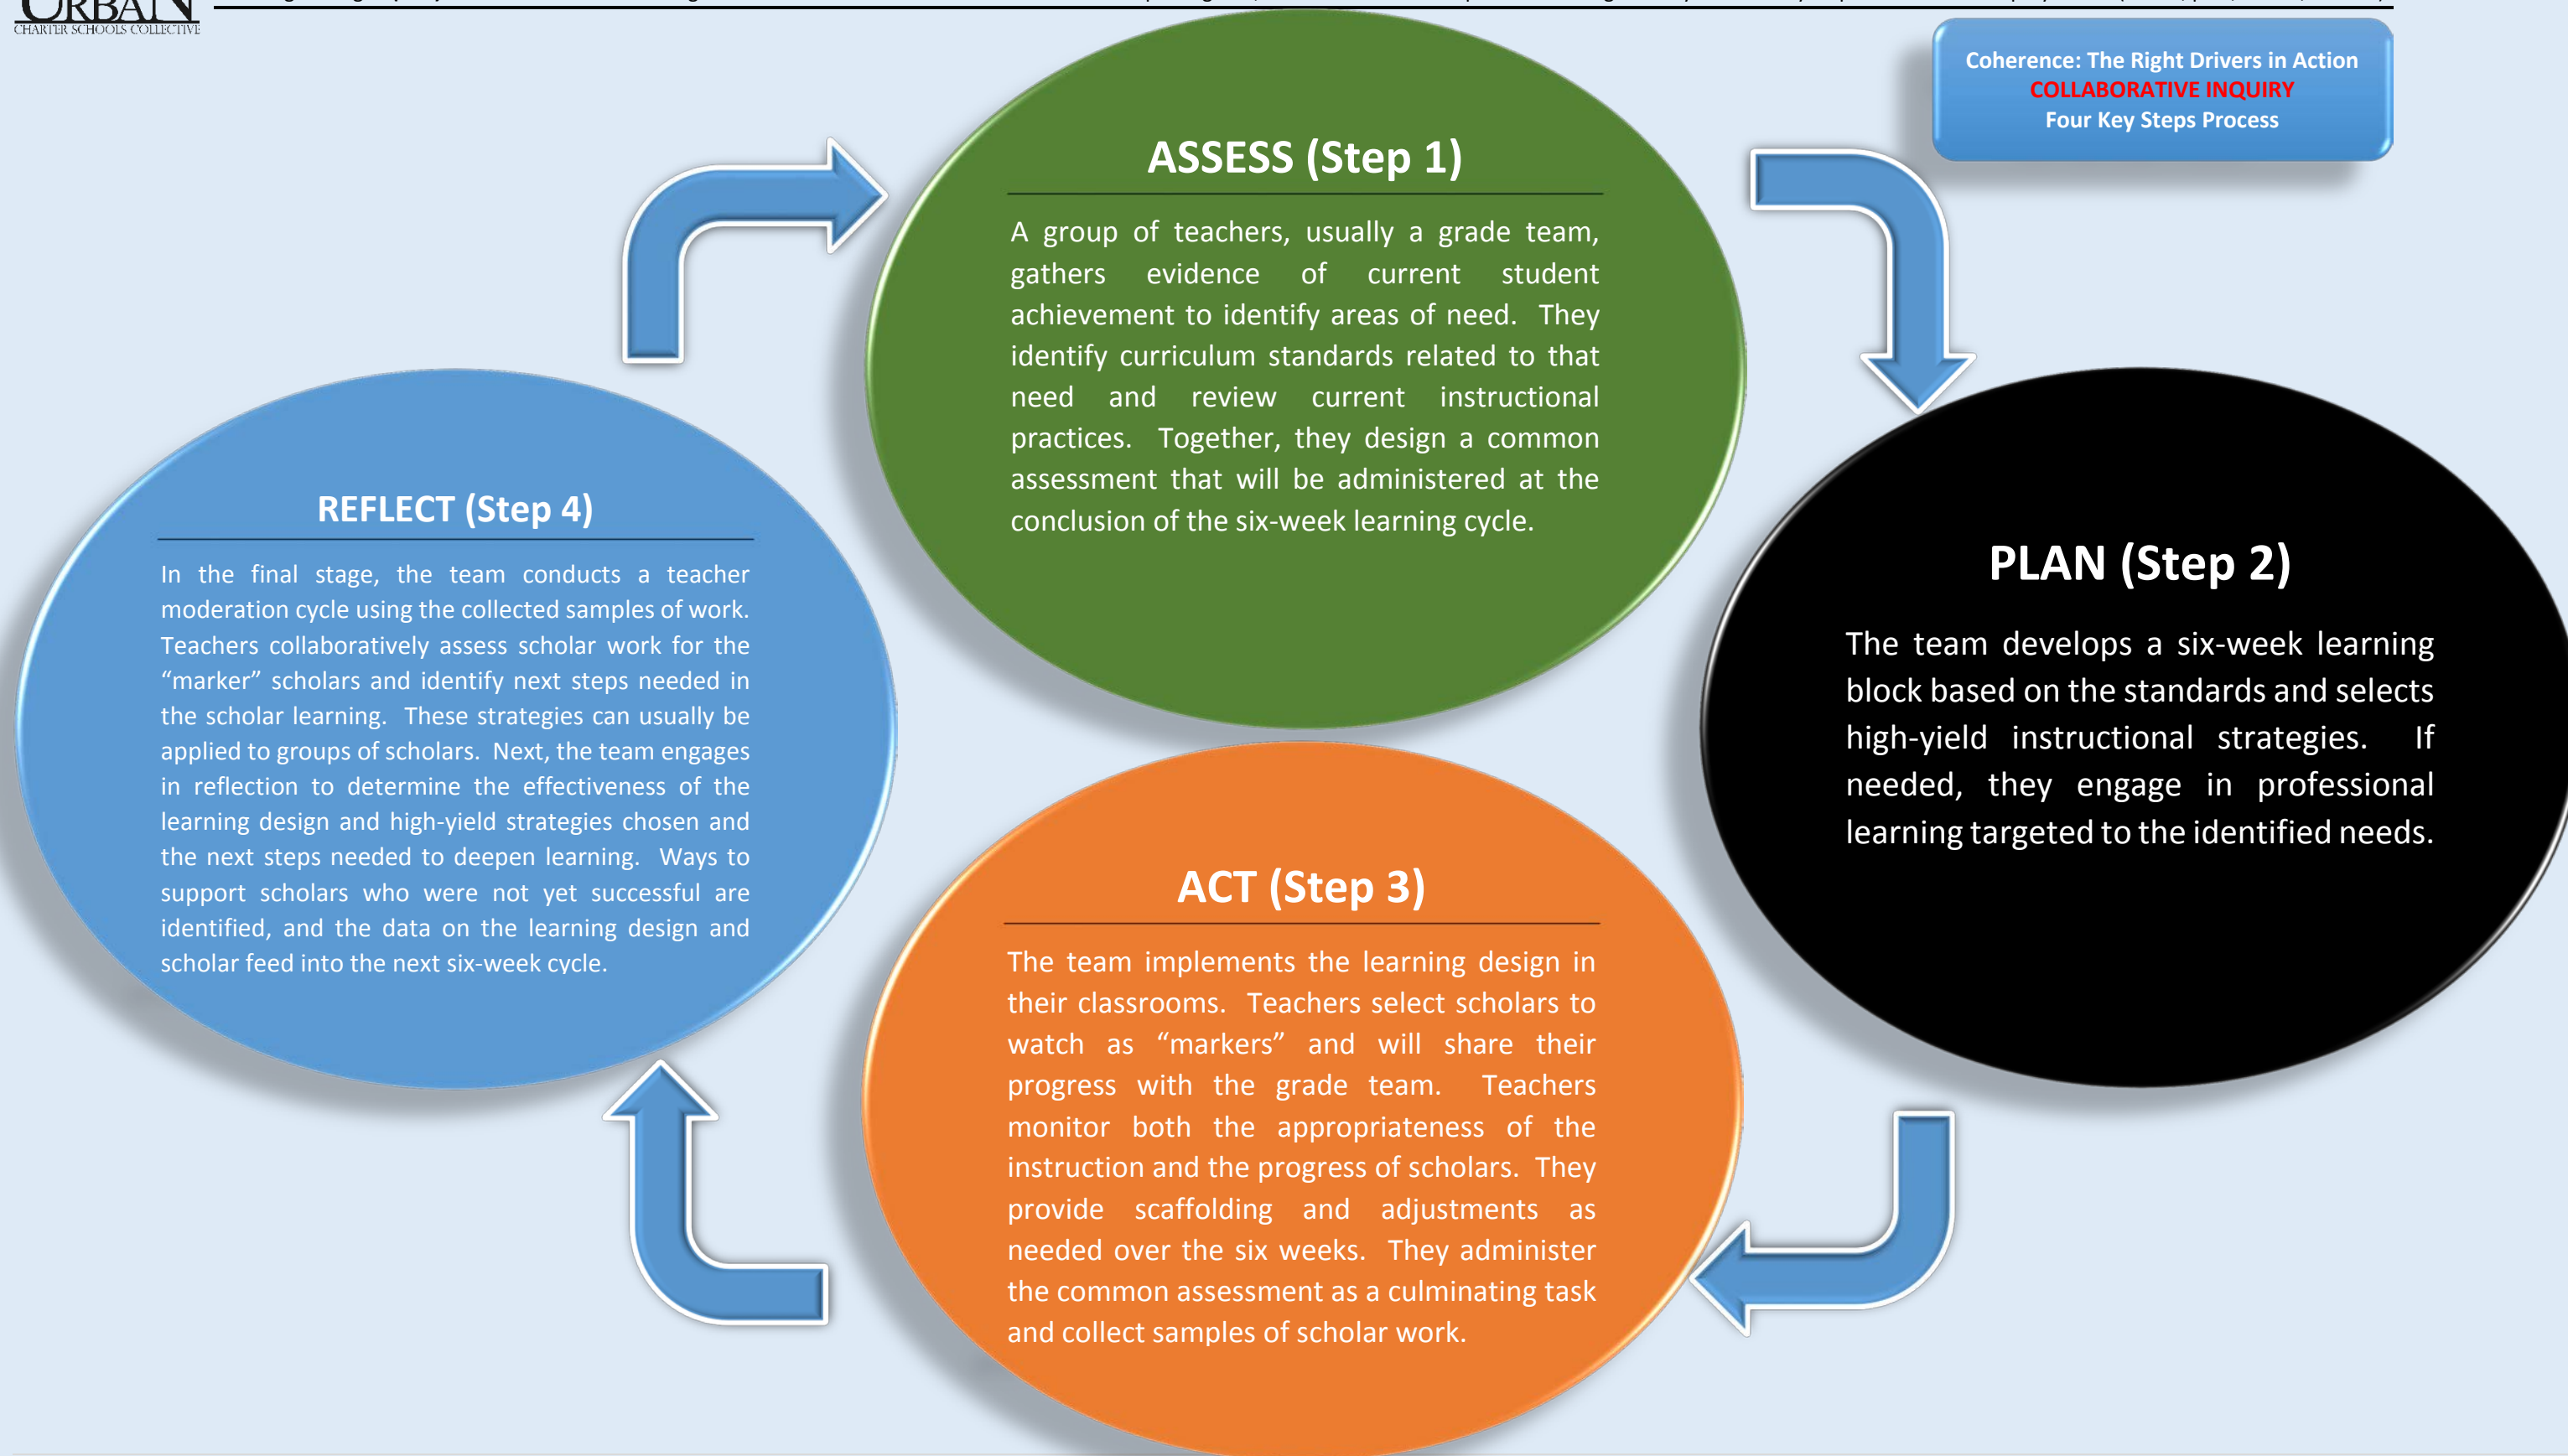 URBAN
CHARTER SCHOOLS COLLECTIVE
Coherence: The Right Drivers in Action
COLLABORATIVE INQUIRY
Four Key Steps Process
ASSESS (Step 1)
A group of teachers, usually a grade team,
gathers evidence of current student
achievement to identify areas of need. They
identify curriculum standards related to that
need and review current instructional
practices. Together, they design a common
assessment that will be administered at the
conclusion of the six-week learning cycle.
PLAN (Step 2)
The team develops a six-week learning
block based on the standards and selects
high-yield instructional strategies. If
needed, they engage in professional
learning targeted to the identified needs.
ACT (Step 3)
The team implements the learning design in
their classrooms. Teachers select scholars to
watch as “markers” and will share their
progress with the grade team. Teachers
monitor both the appropriateness of the
instruction and the progress of scholars. They
provide scaffolding and adjustments as
needed over the six weeks. They administer
the common assessment as a culminating task
and collect samples of scholar work.
REFLECT (Step 4)
In the final stage, the team conducts a teacher
moderation cycle using the collected samples of work.
Teachers collaboratively assess scholar work for the
“marker” scholars and identify next steps needed in
the scholar learning. These strategies can usually be
applied to groups of scholars. Next, the team engages
in reflection to determine the effectiveness of the
learning design and high-yield strategies chosen and
the next steps needed to deepen learning. Ways to
support scholars who were not yet successful are
identified, and the data on the learning design and
scholar feed into the next six-week cycle.